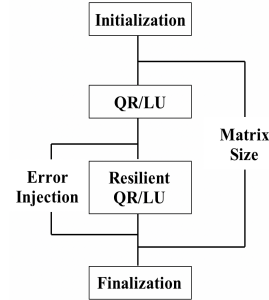 Initialization
QR/LU
Matrix
Size
Error
Injection
Resilient
QR/LU
Finalization